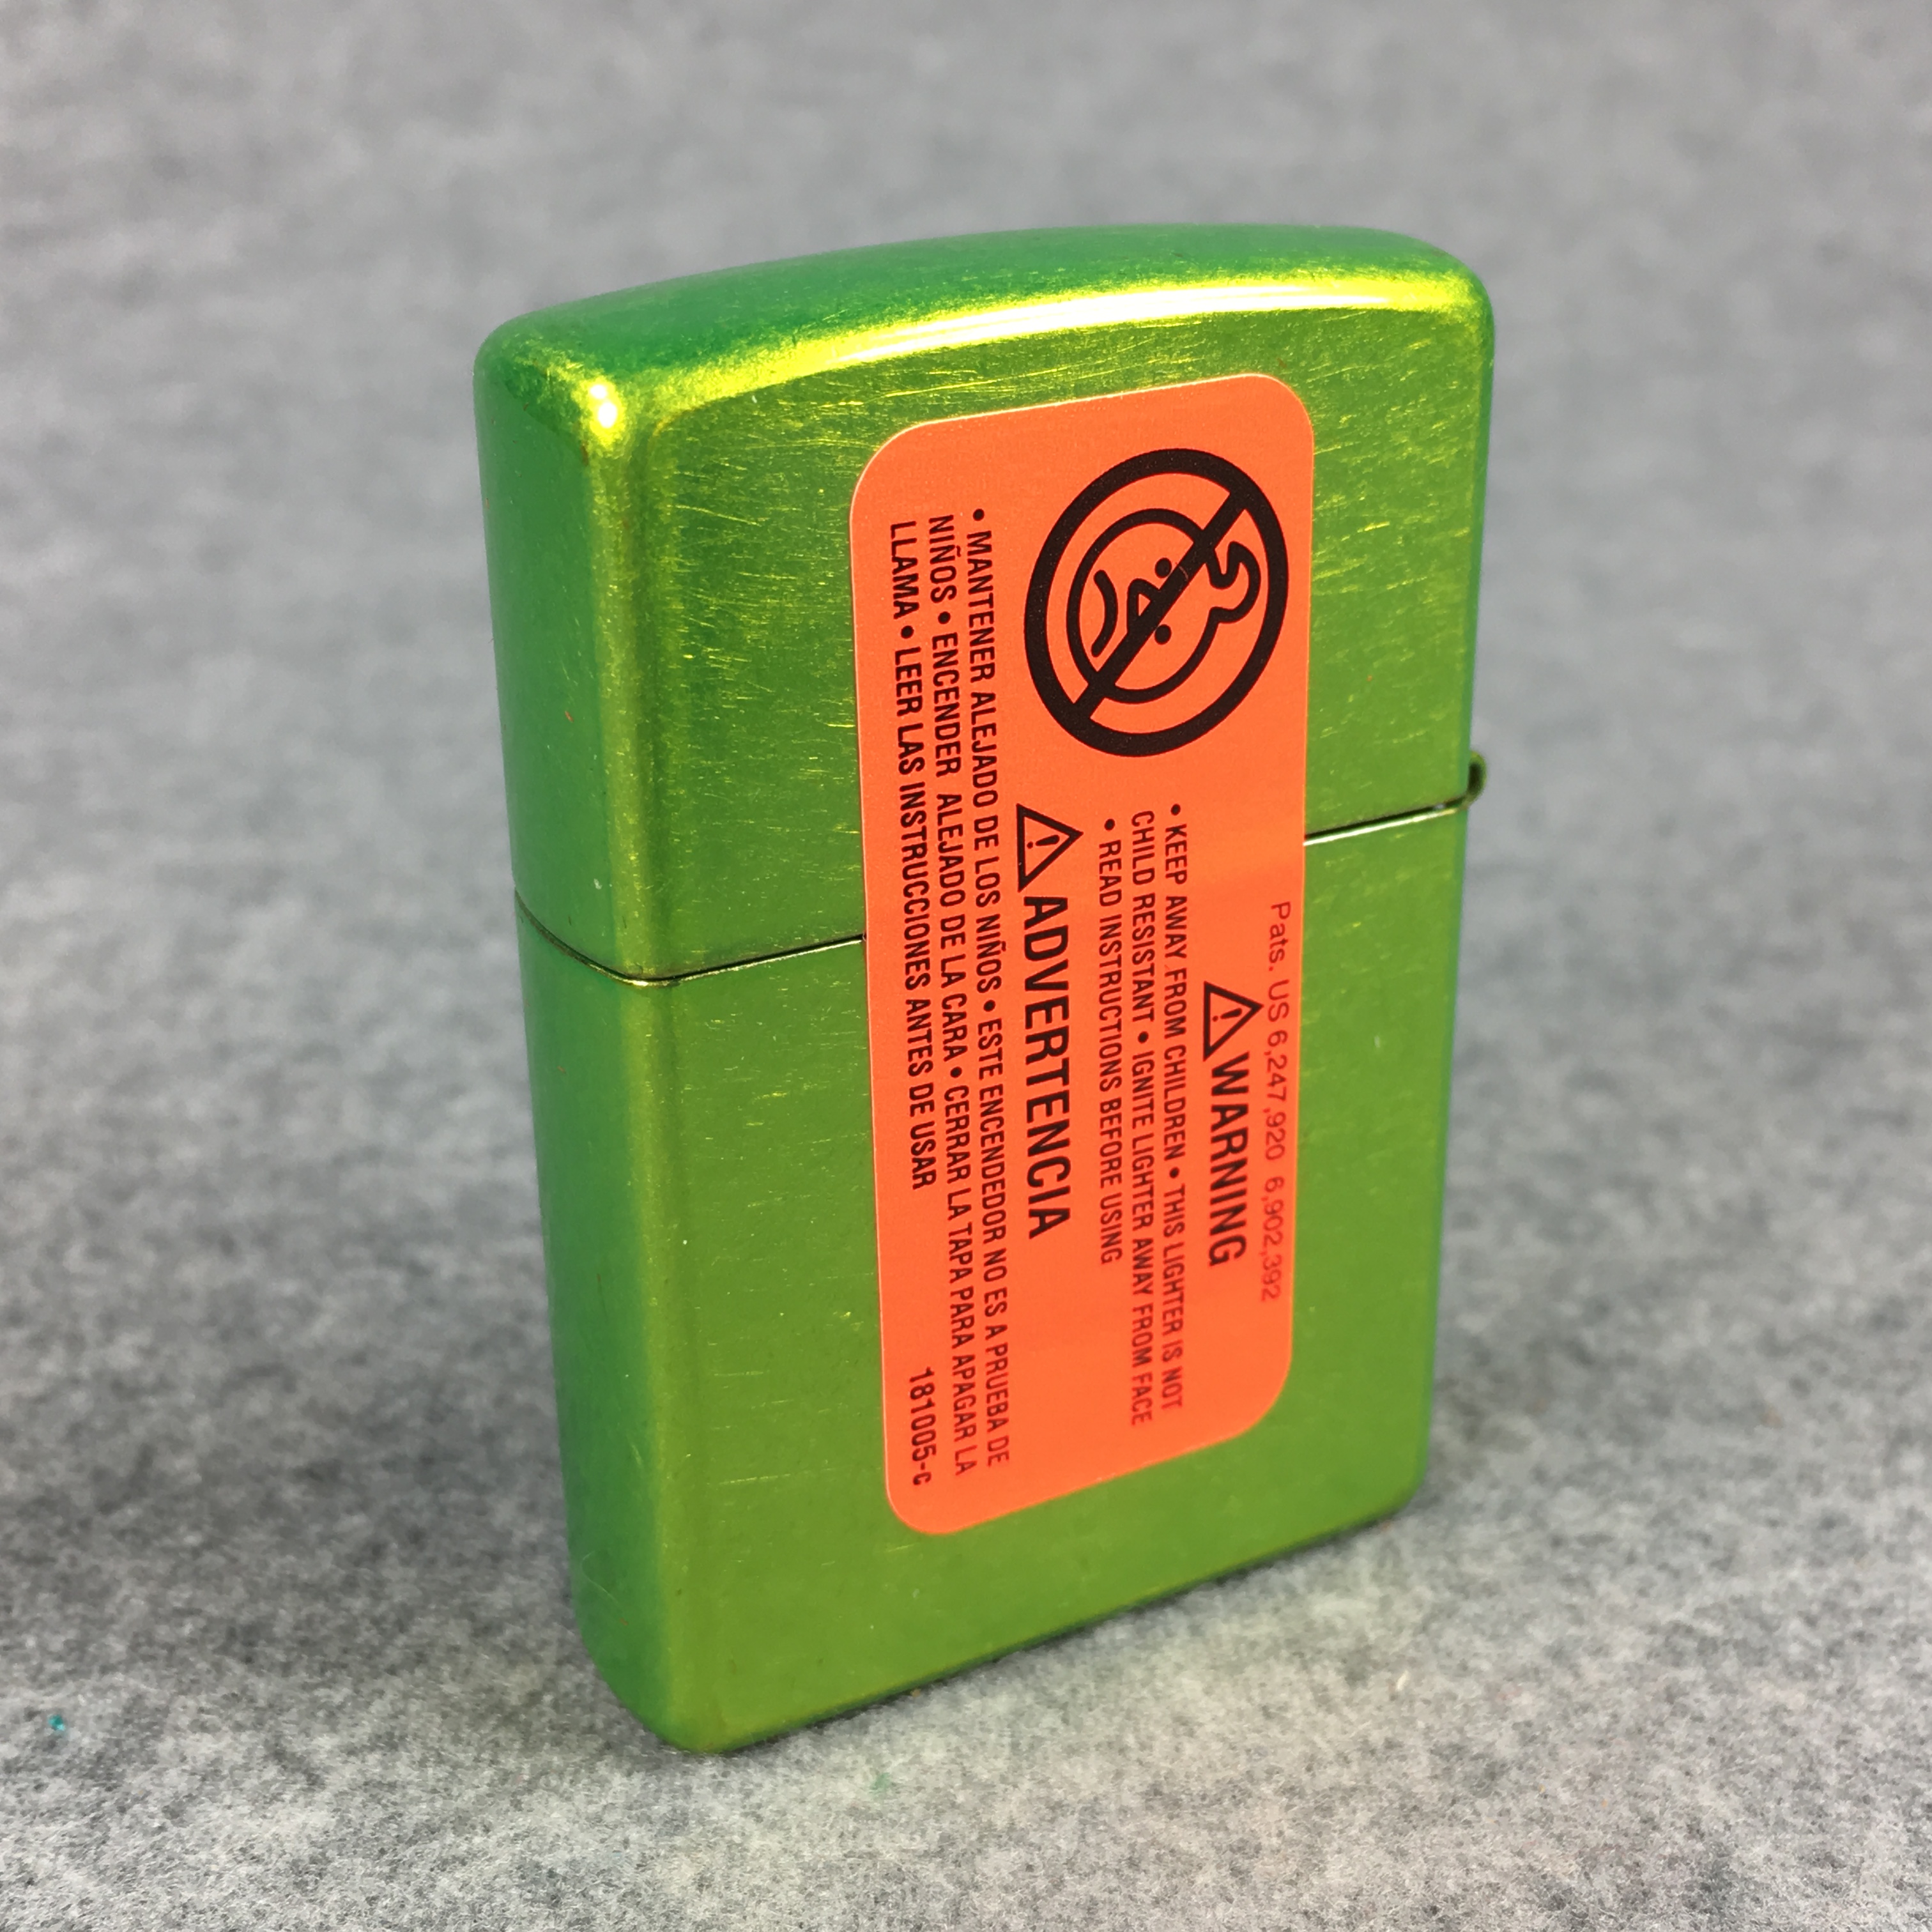 Pats. US 6,247,920 6,902,392
⚠ WARNING
• KEEP AWAY FROM CHILDREN • THIS LIGHTER IS NOT
CHILD RESISTANT • IGNITE LIGHTER AWAY FROM FACE
• READ INSTRUCTIONS BEFORE USING
⚠ ADVERTENCIA
• MANTENER ALEJADO DE LOS NIÑOS • ESTE ENCENDEDOR NO ES A PRUEBA DE
NIÑOS • ENCENDER ALEJADO DE LA CARA • CERRAR LA TAPA PARA APAGAR LA
LLAMA • LEER LAS INSTRUCCIONES ANTES DE USAR
181005-c